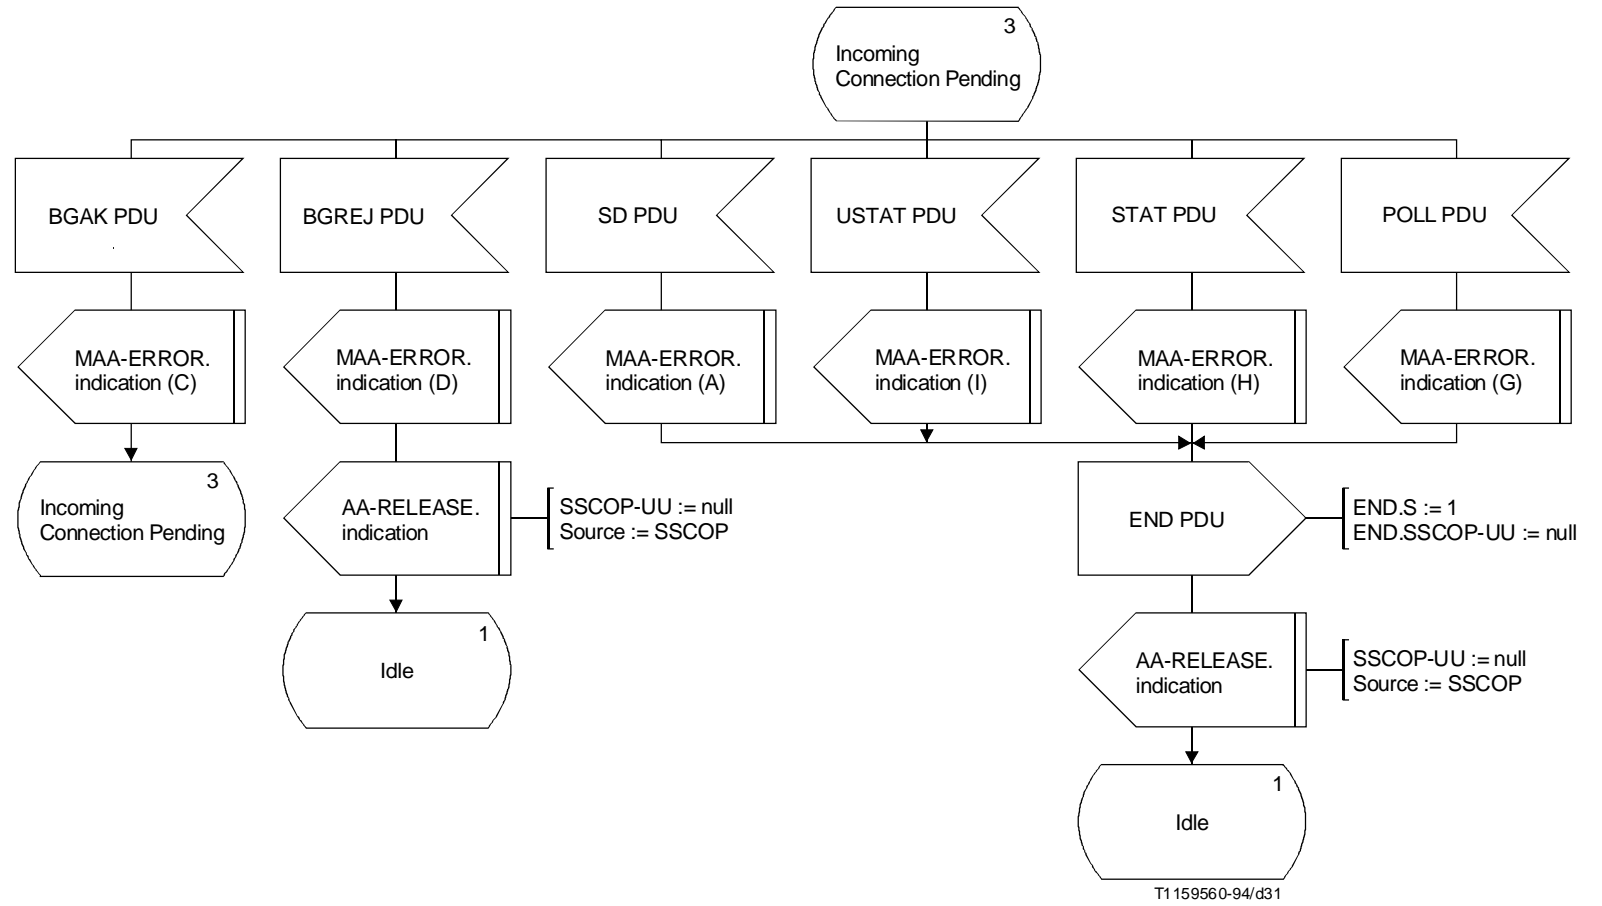 3
Incoming
Connection Pending
BGAK PDU
BGREJ PDU
SD PDU
USTAT PDU
STAT PDU
POLL PDU
MAA-ERROR.
indication (C)
MAA-ERROR.
indication (D)
MAA-ERROR.
indication (A)
MAA-ERROR.
indication (I)
MAA-ERROR.
indication (H)
MAA-ERROR.
indication (G)
3
Incoming
Connection Pending
AA-RELEASE.
indication
SSCOP-UU := null
Source := SSCOP
END PDU
END.S := 1
END.SSCOP-UU := null
1
Idle
AA-RELEASE.
indication
SSCOP-UU := null
Source := SSCOP
1
Idle
T1159560-94/d31